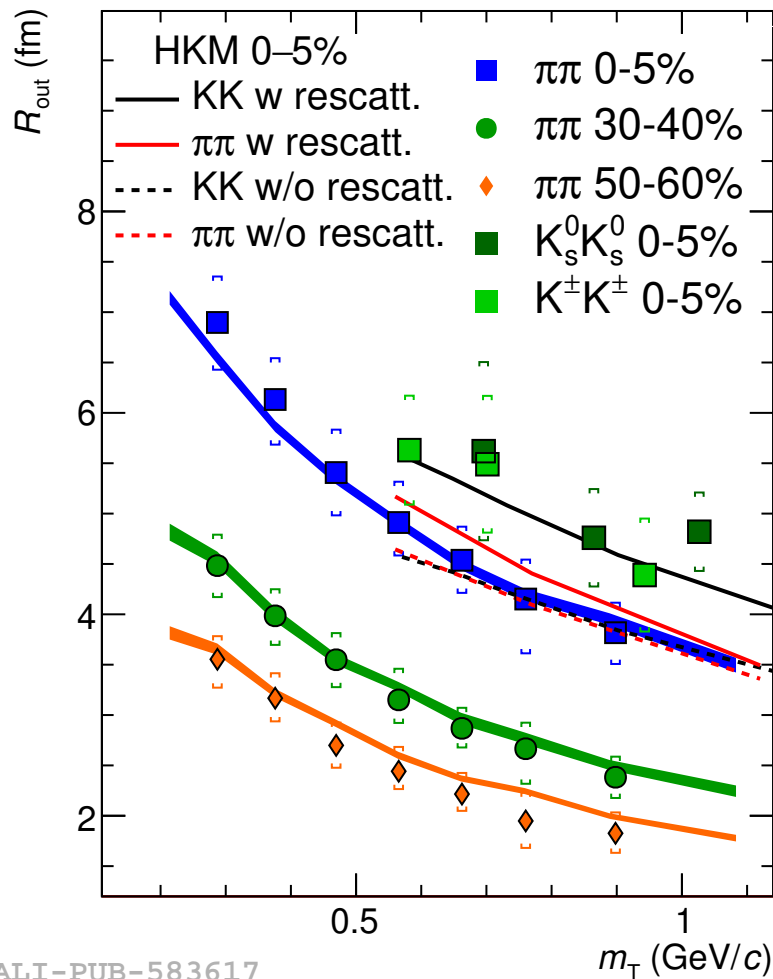 R_out (fm)
HKM 0–5%
KK w rescatt.
ππ w rescatt.
KK w/o rescatt.
ππ w/o rescatt.
ππ 0-5%
ππ 30-40%
ππ 50-60%
K⁰ₛK⁰ₛ 0-5%
K±K± 0-5%
8
6
4
2
0.5
1
m_T (GeV/c)
ALI-PUB-583617